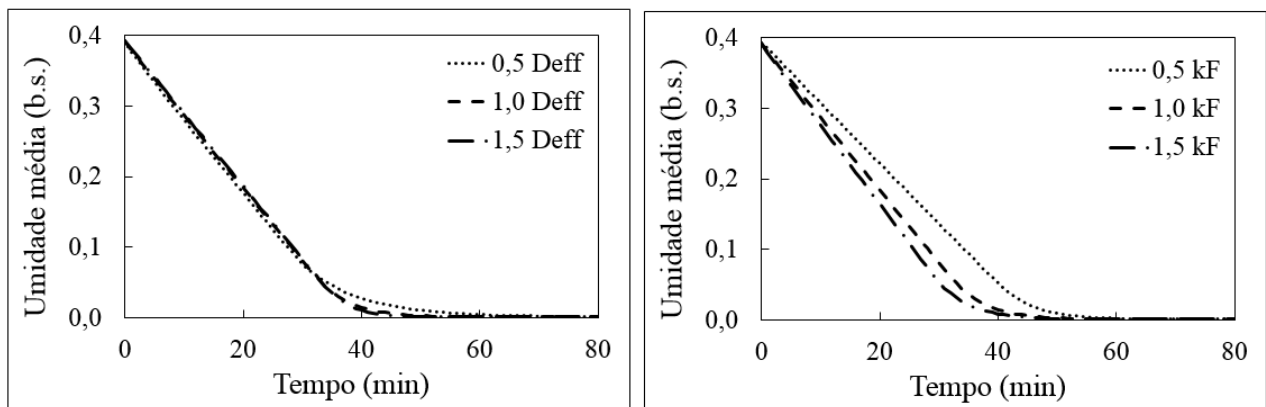 Umidade média (b.s.)
0,4
0,3
0,2
0,1
0,0
0,5 Deff
1,0 Deff
1,5 Deff
0 20 40 60 80
Tempo (min)
Umidade média (b.s.)
0,4
0,3
0,2
0,1
0,0
0,5 kF
1,0 kF
1,5 kF
0 20 40 60 80
Tempo (min)